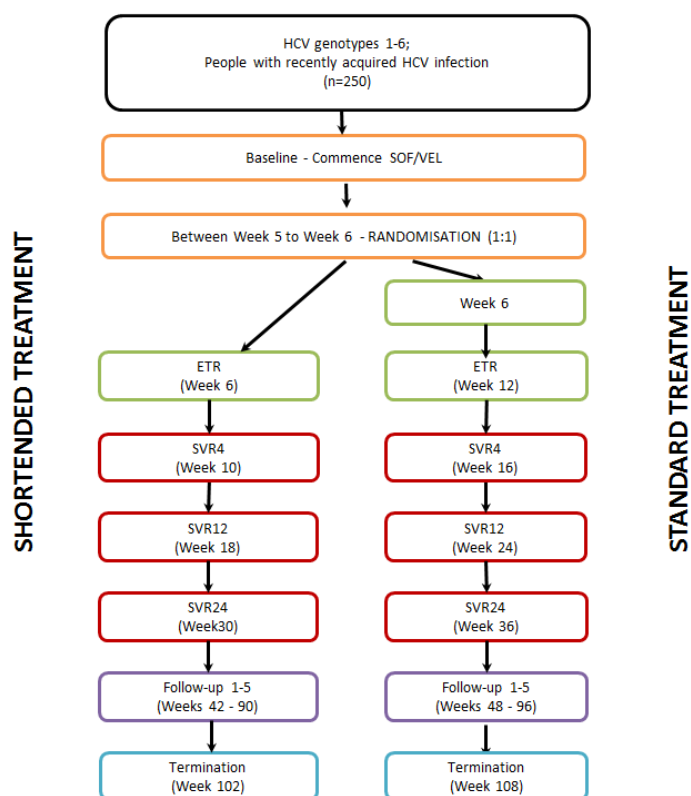 HCV genotypes 1-6;
People with recently acquired HCV infection
(n=250)
Baseline - Commence SOF/VEL
Between Week 5 to Week 6 - RANDOMISATION (1:1)
SHORTENDED TREATMENT
STANDARD TREATMENT
Week 6
ETR
(Week 6)
ETR
(Week 12)
SVR4
(Week 10)
SVR4
(Week 16)
SVR12
(Week 18)
SVR12
(Week 24)
SVR24
(Week30)
SVR24
(Week 36)
Follow-up 1-5
(Weeks 42 - 90)
Follow-up 1-5
(Weeks 48 - 96)
Termination
(Week 102)
Termination
(Week 108)